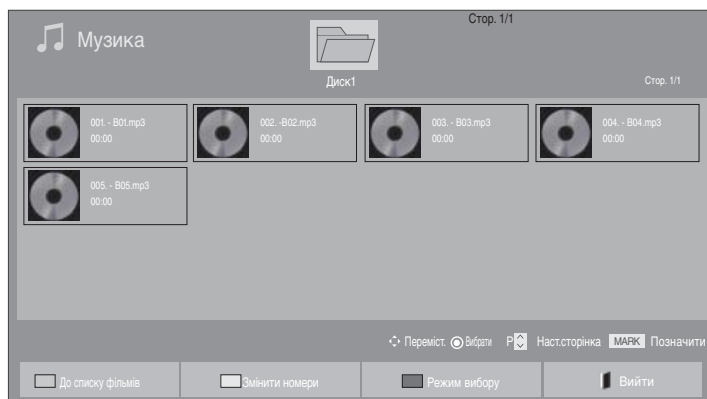 Стор. 1/1
Музика
Диск1
Стор. 1/1
001. - B01.mp3
00:00
002. -B02.mp3
00:00
003. - B03.mp3
00:00
004. - B04.mp3
00:00
005. - B05.mp3
00:00
Переміст. Вибрати P Наст.сторінка MARK Позначити
До списку фільмів
Змінити номери
Режим вибору
Вийти